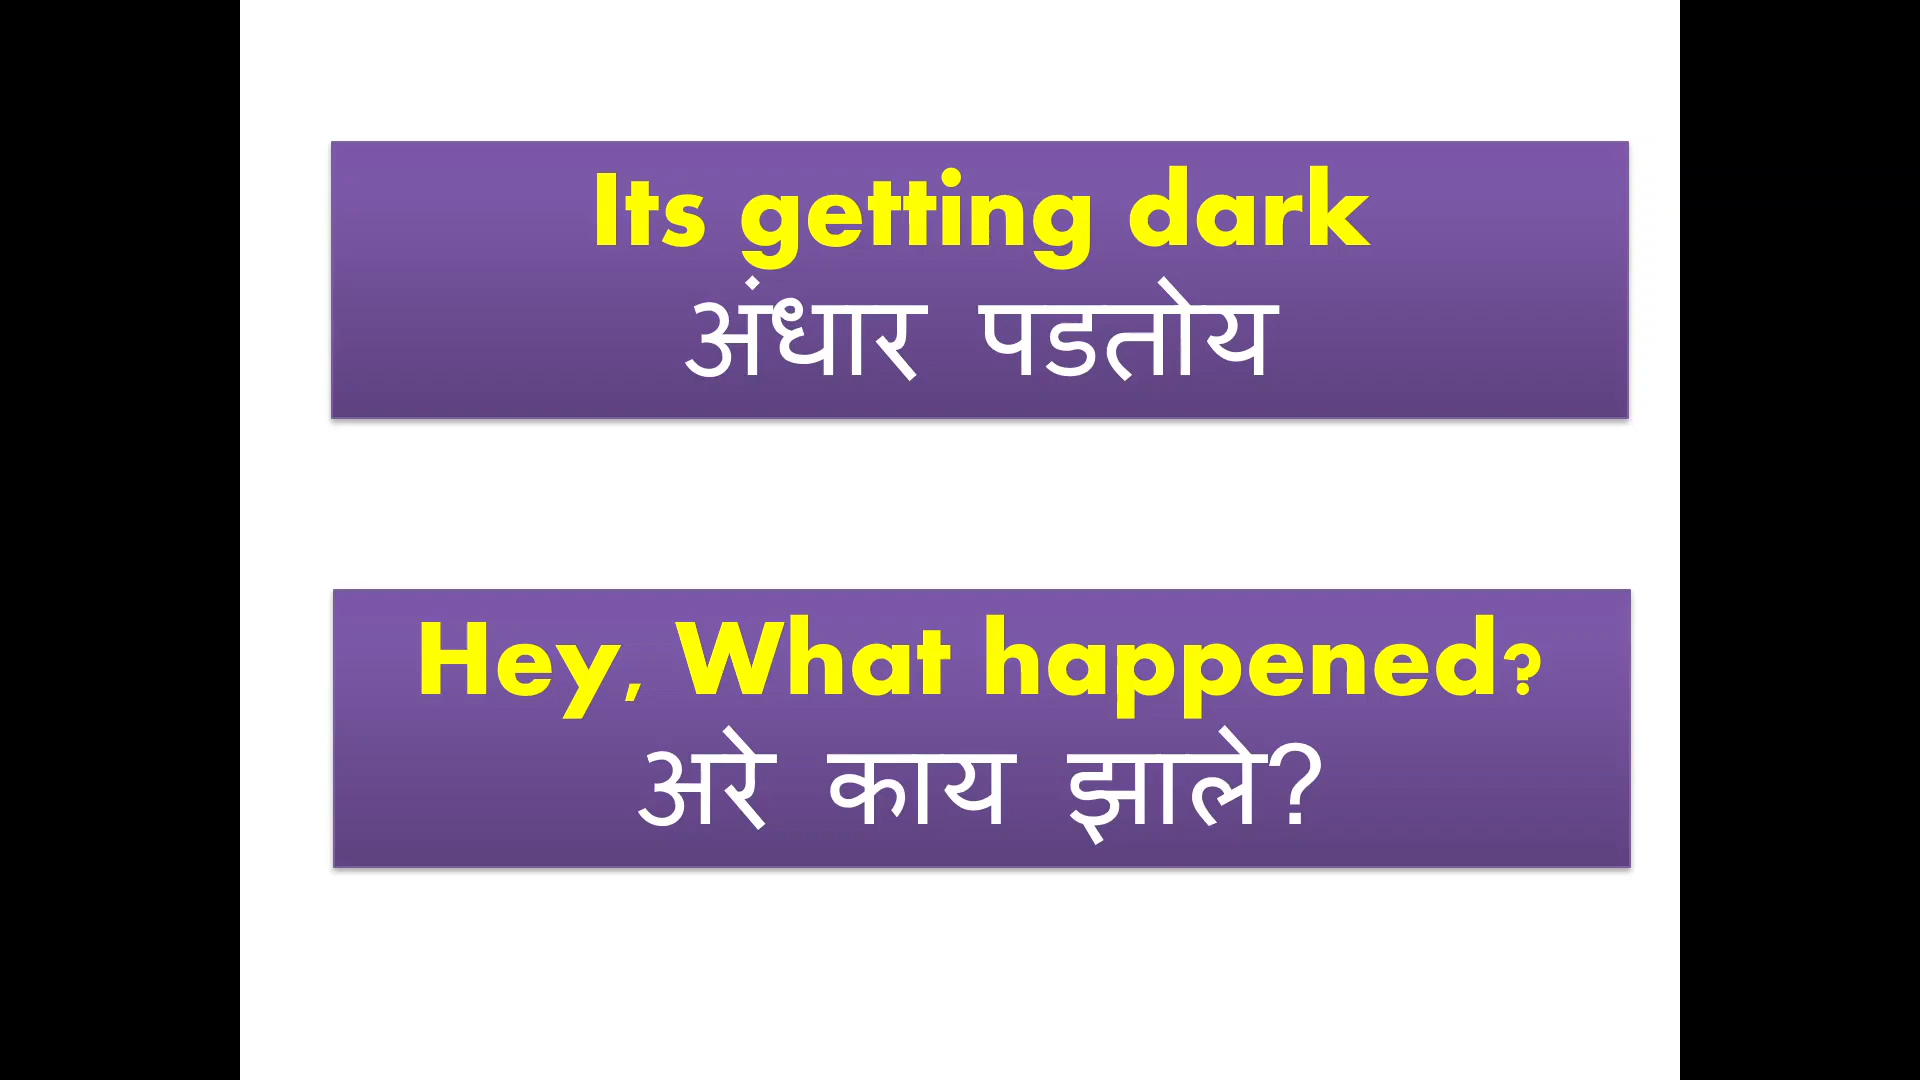 Its getting dark
अंधार पडतोय
Hey, What happened?
अरे काय झाले?